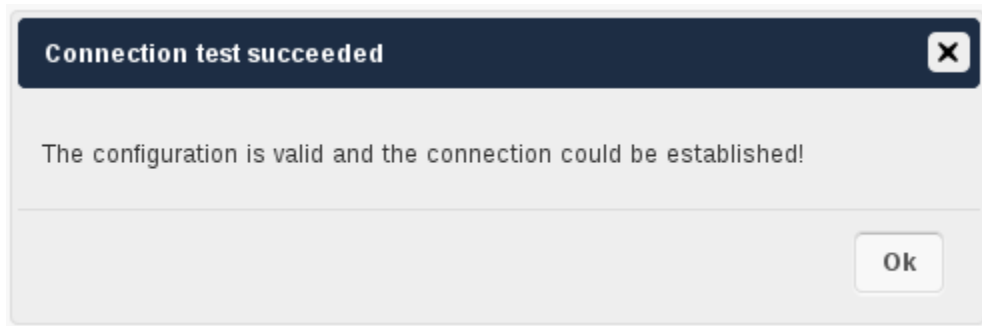 Connection test succeeded
The configuration is valid and the connection could be established!
Ok